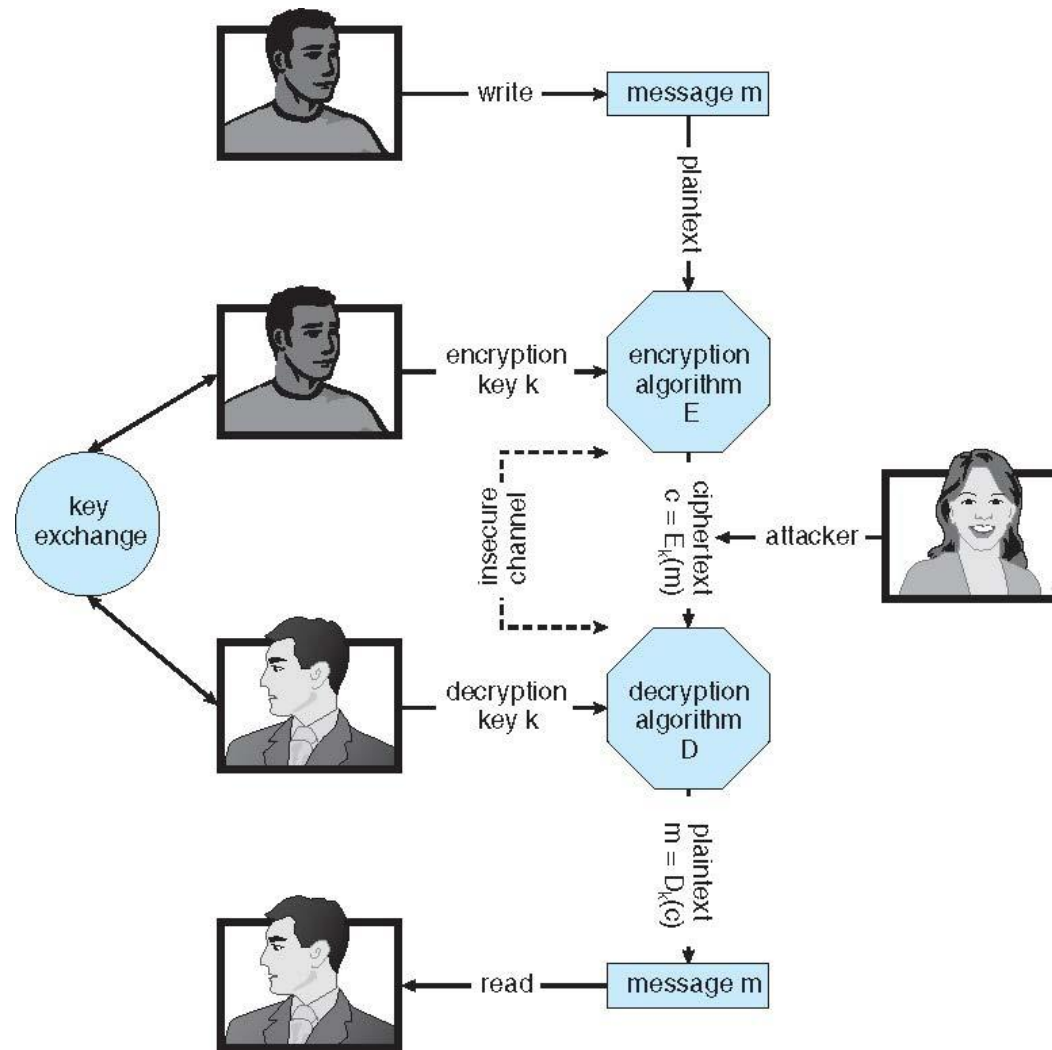 write
message m
plaintext
encryption
key k
encryption
algorithm
E
key
exchange
insecure
channel
ciphertext
c = Eₖ(m)
attacker
decryption
key k
decryption
algorithm
D
plaintext
m = Dₖ(c)
read
message m